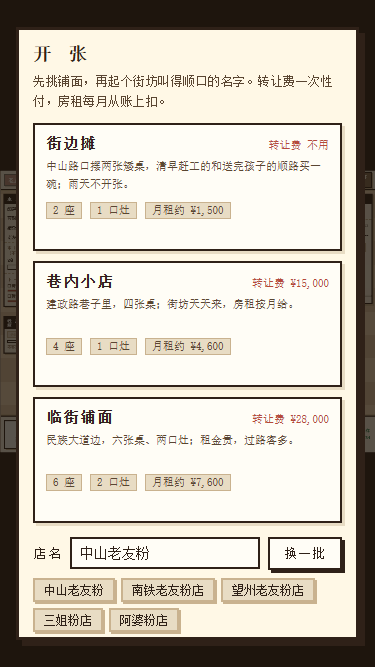 开 张
先挑铺面，再起个街坊叫得顺口的名字。转让费一次性
付，房租每月从账上扣。
街边摊 转让费 不用
中山路口摆两张矮桌，清早赶工的和送完孩子的顺路买一
碗；雨天不开张。
2 座 1 口灶 月租约 ¥1,500
巷内小店 转让费 ¥15,000
建政路巷子里，四张桌；街坊天天来，房租按月给。
4 座 1 口灶 月租约 ¥4,600
临街铺面 转让费 ¥28,000
民族大道边，六张桌、两口灶；租金贵，过路客多。
6 座 2 口灶 月租约 ¥7,600
店名 中山老友粉 换一批
中山老友粉 南铁老友粉店 望州老友粉店
三姐粉店 阿婆粉店